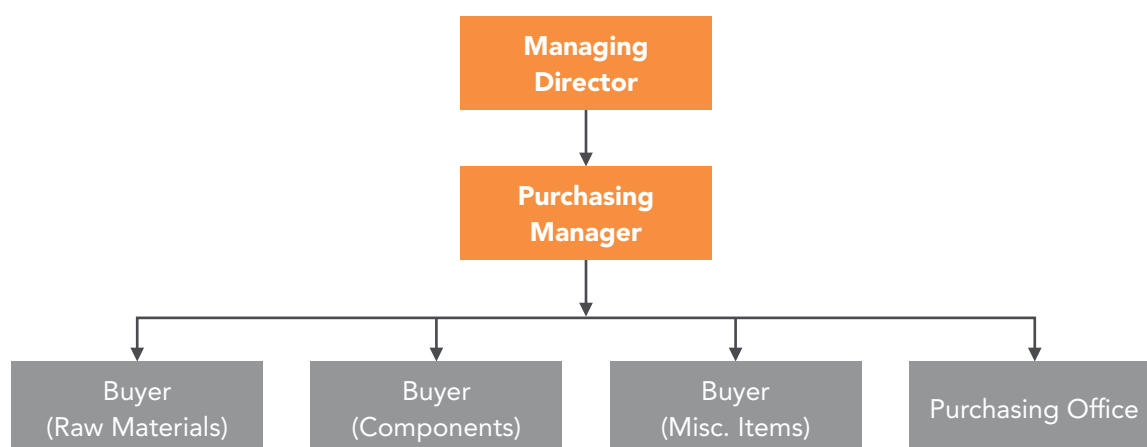 Managing
Director
Purchasing
Manager
Buyer
(Raw Materials)
Buyer
(Components)
Buyer
(Misc. Items)
Purchasing Office